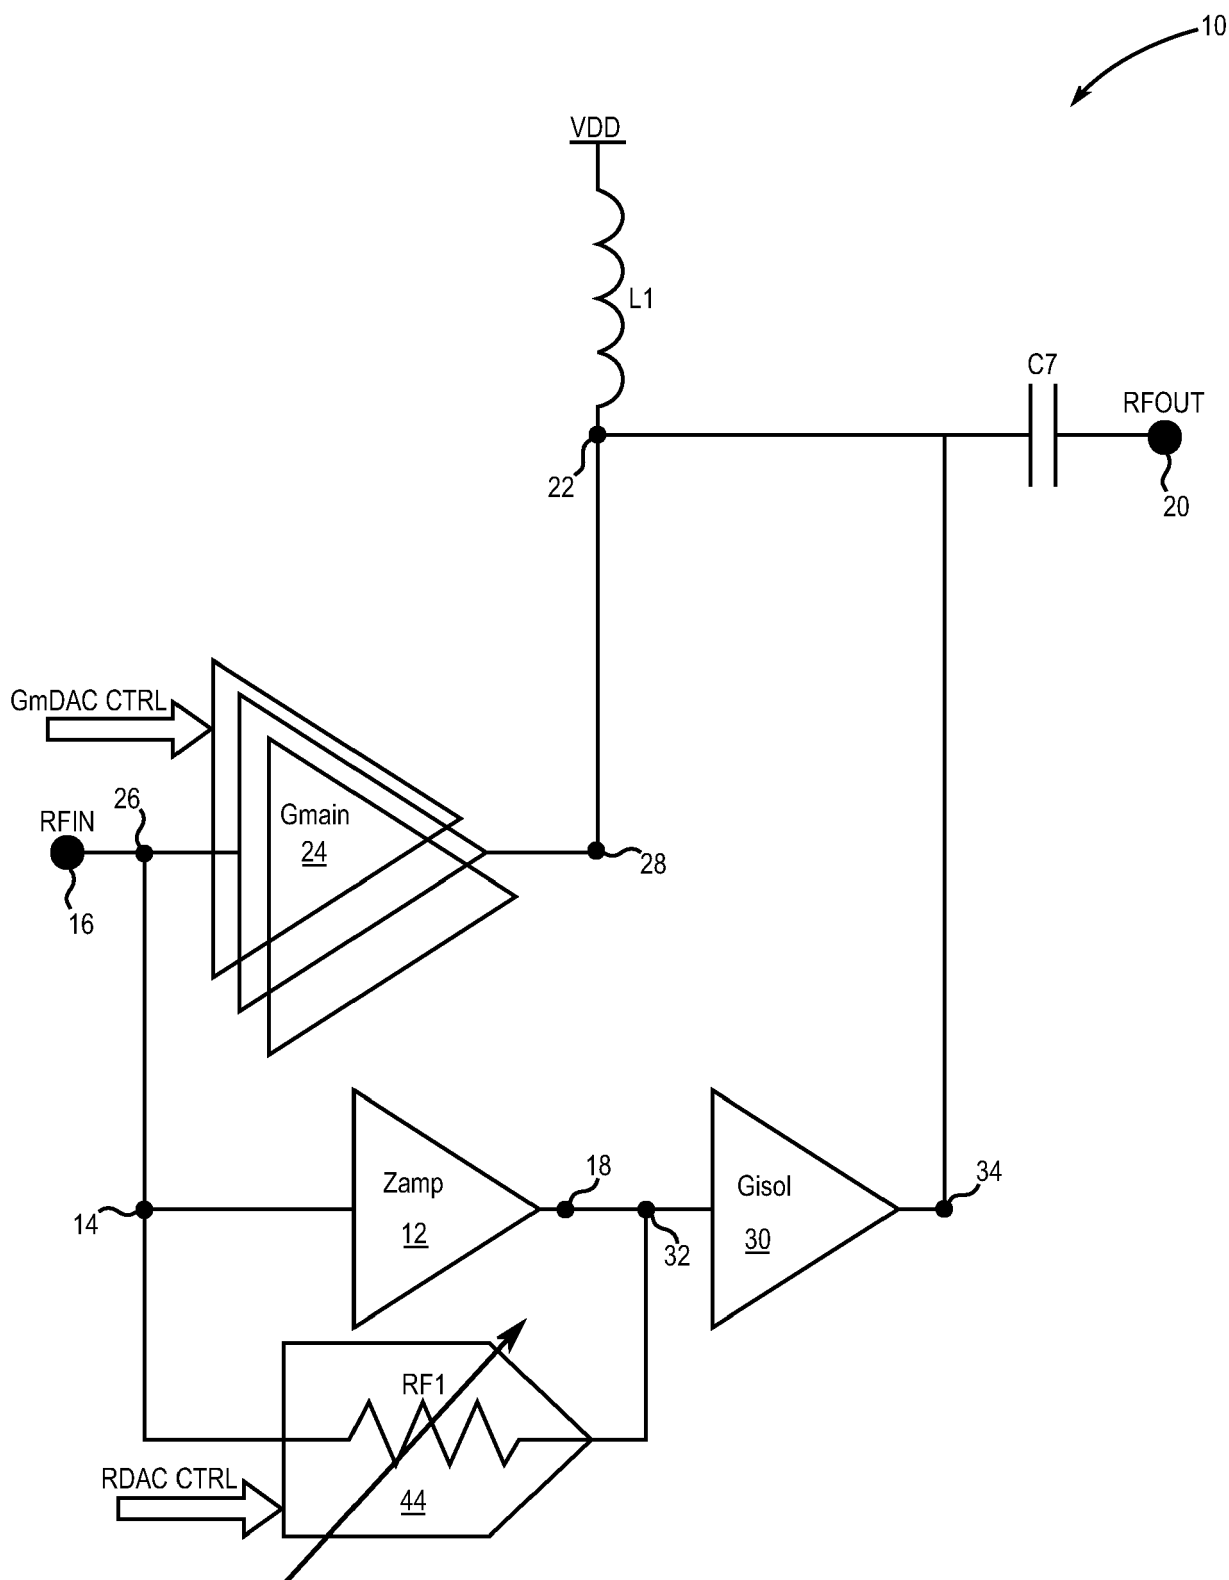 10
VDD
L1
C7
RFOUT
22
20
GmDAC CTRL
26
RFIN
Gmain
24
28
16
18
Zamp
Gisol
34
14
12
30
32
RF1
RDAC CTRL
44